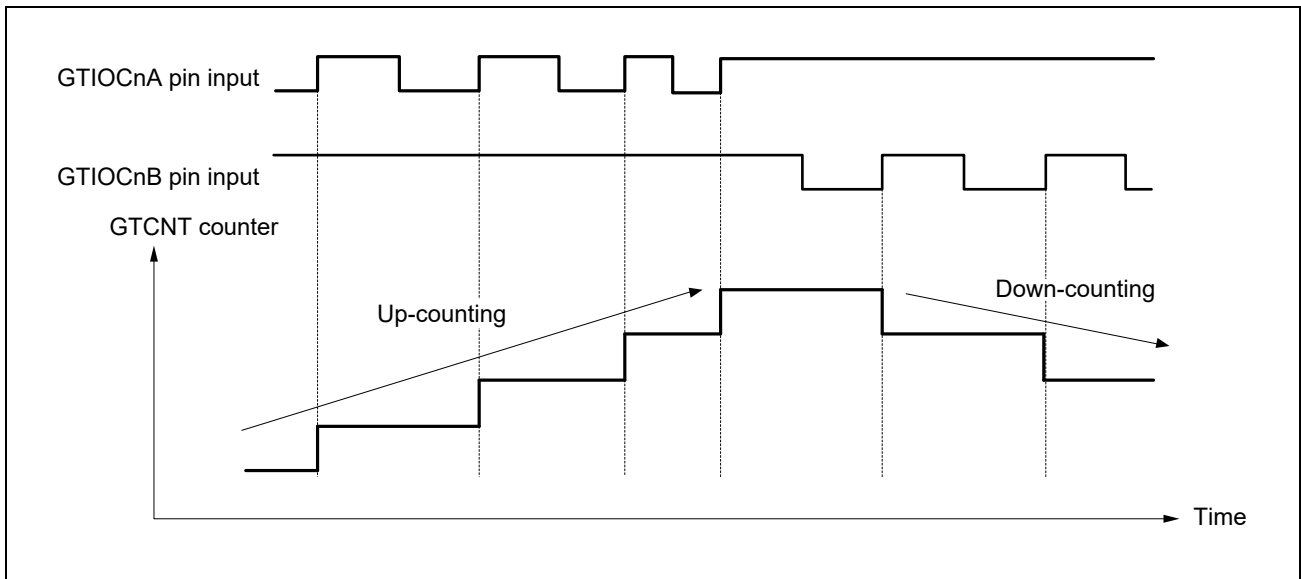 GTIOCnA pin input
GTIOCnB pin input
GTCNT counter
Down-counting
Up-counting
Time